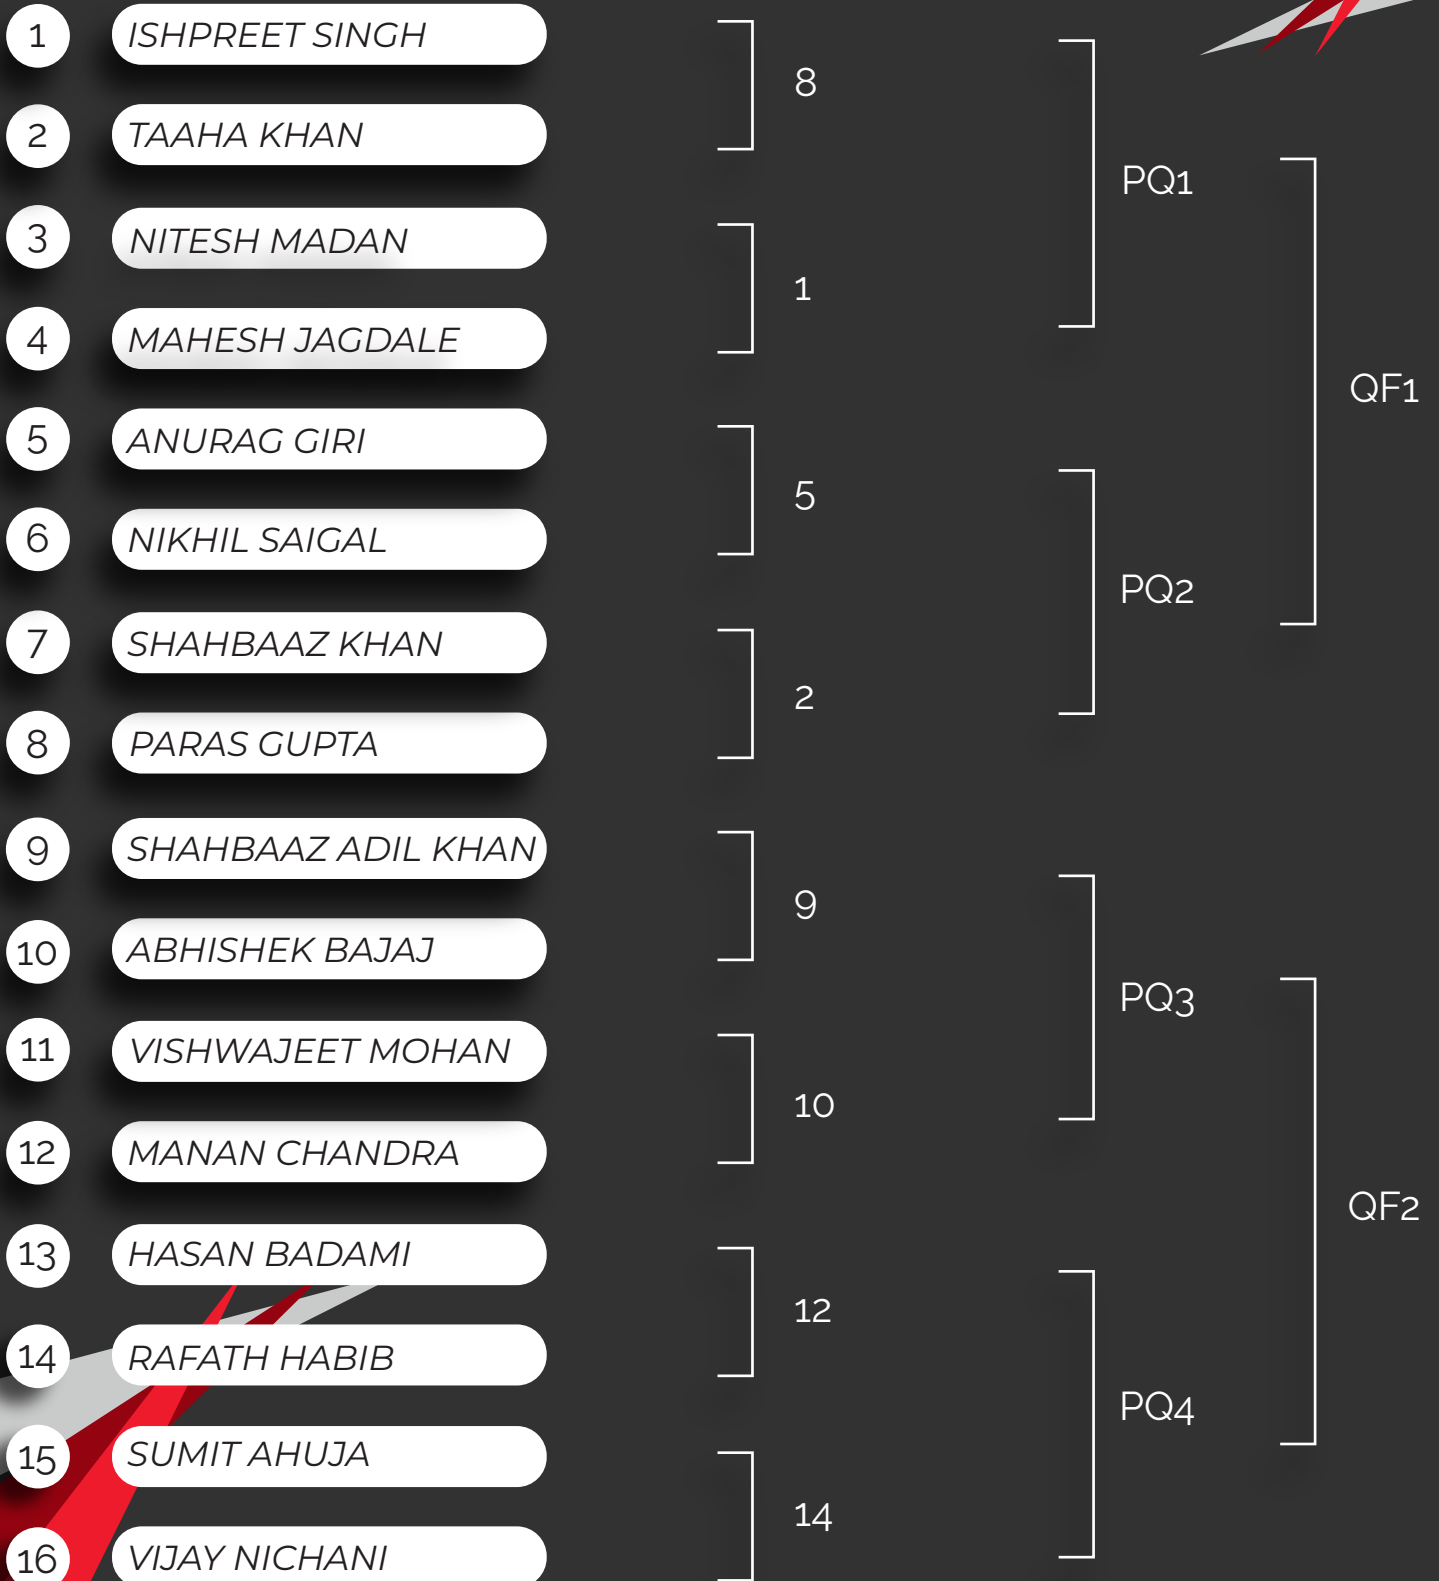 1 ISHPREET SINGH
8
2 TAAHA KHAN
PQ1
3 NITESH MADAN
1
4 MAHESH JAGDALE
QF1
5 ANURAG GIRI
5
6 NIKHIL SAIGAL
PQ2
7 SHAHBAAZ KHAN
2
8 PARAS GUPTA
9 SHAHBAAZ ADIL KHAN
9
10 ABHISHEK BAJAJ
PQ3
11 VISHWAJEET MOHAN
10
12 MANAN CHANDRA
QF2
13 HASAN BADAMI
12
14 RAFATH HABIB
PQ4
15 SUMIT AHUJA
14
16 VIJAY NICHANI